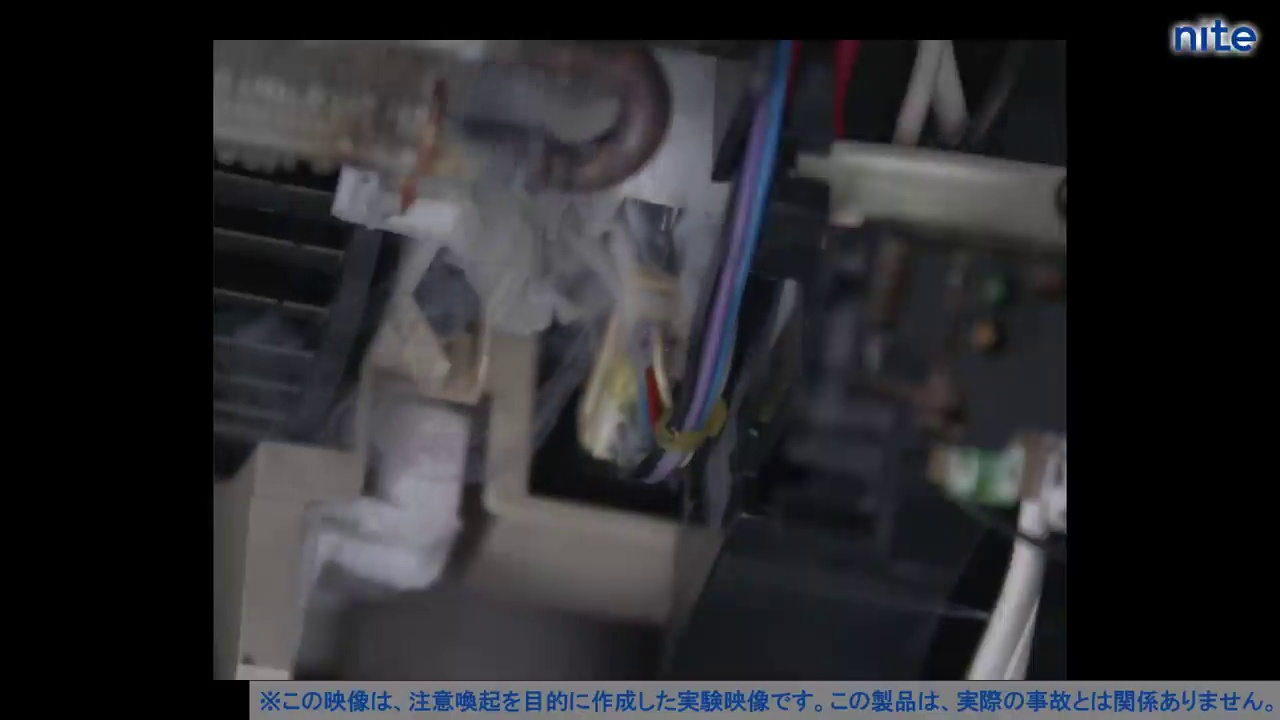 nite
※この映像は、注意喚起を目的に作成した実験映像です。この製品は、実際の事故とは関係ありません。